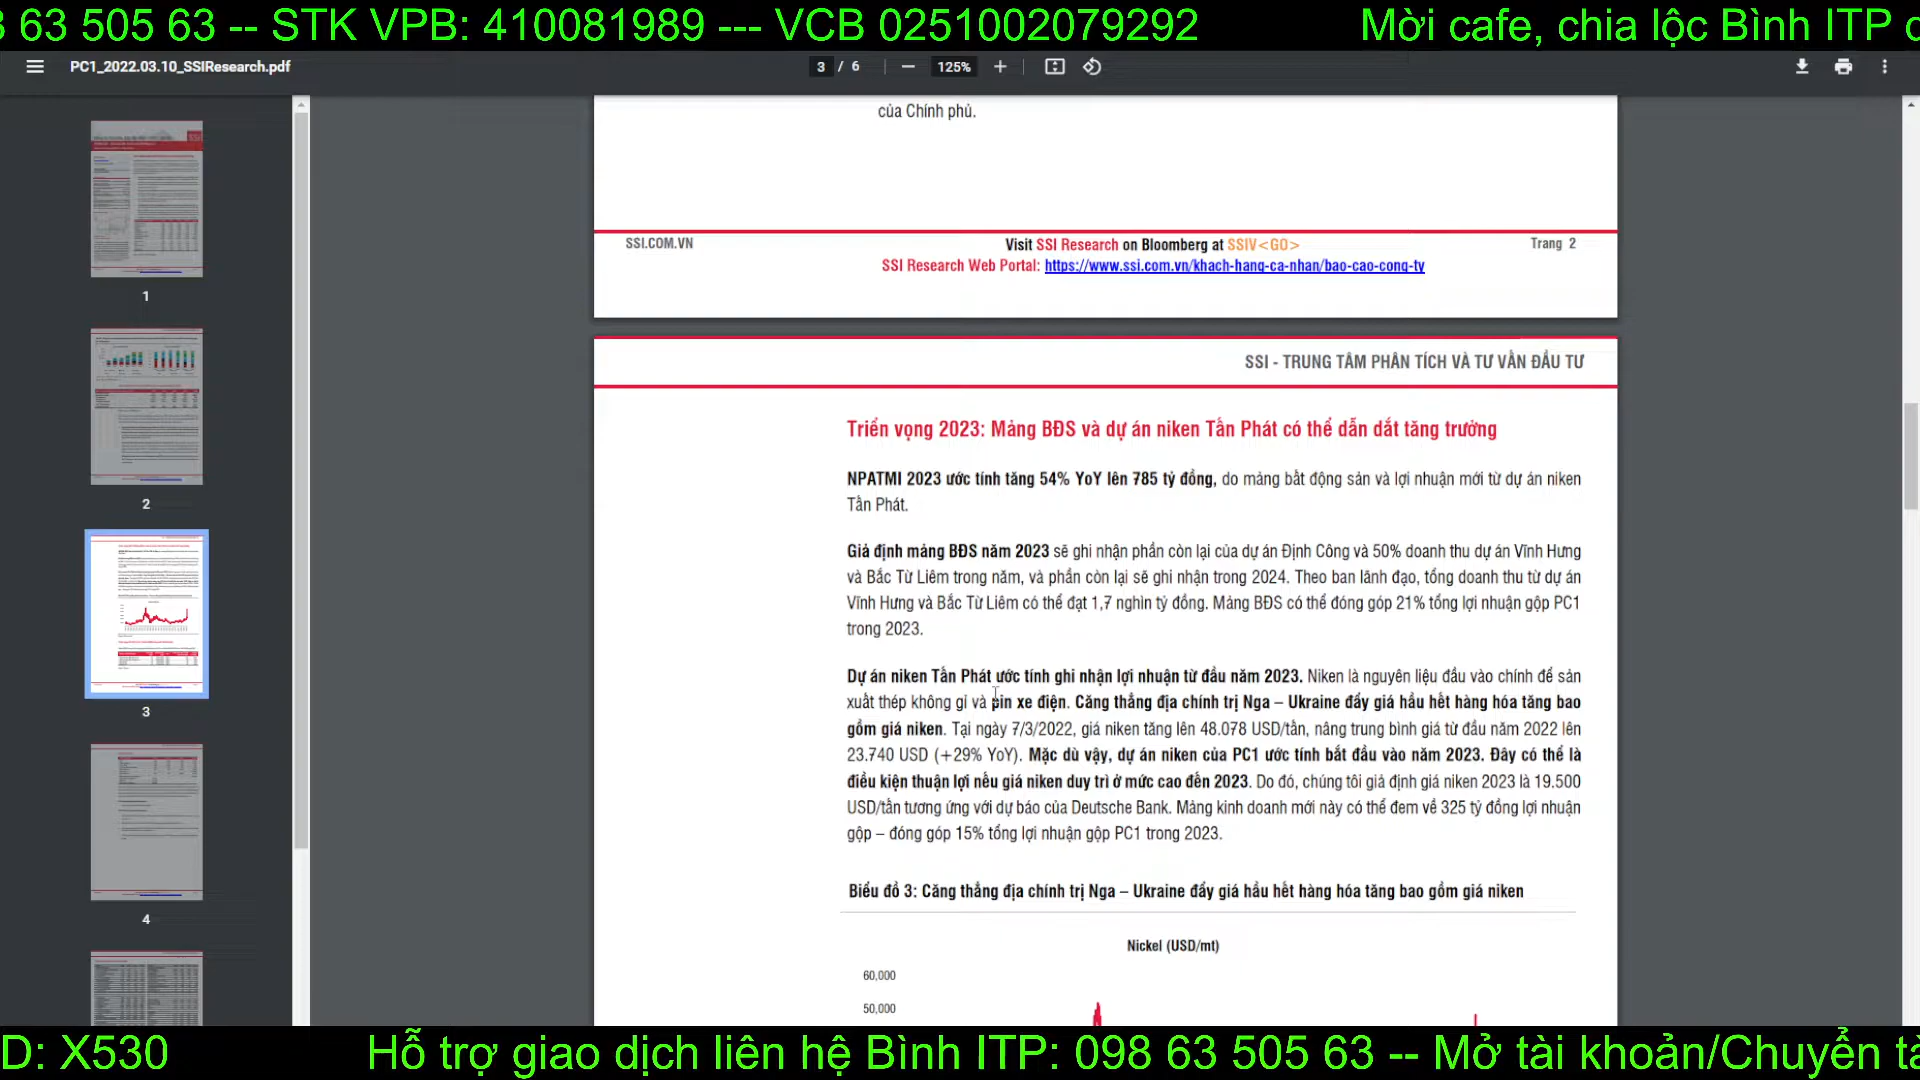 63 505 63 -- STK VPB: 410081989 --- VCB 0251002079292 Mời cafe, chia lộc Bình ITP
PC1_2022.03.10_SSIResearch.pdf
3 / 6
125%
của Chính phủ.
SSI.COM.VN
Visit SSI Research on Bloomberg at SSIV<GO>
Trang 2
SSI Research Web Portal: https://www.ssi.com.vn/khach-hang-ca-nhan/bao-cao-cong-ty
SSI - TRUNG TÂM PHÂN TÍCH VÀ TƯ VẤN ĐẦU TƯ
Triển vọng 2023: Mảng BĐS và dự án niken Tấn Phát có thể dẫn dắt tăng trưởng
NPATMI 2023 ước tính tăng 54% YoY lên 785 tỷ đồng, do mảng bất động sản và lợi nhuận mới từ dự án niken
Tấn Phát.
Giả định mảng BĐS năm 2023 sẽ ghi nhận phần còn lại của dự án Định Công và 50% doanh thu dự án Vĩnh Hưng
và Bắc Từ Liêm trong năm, và phần còn lại sẽ ghi nhận trong 2024. Theo ban lãnh đạo, tổng doanh thu từ dự án
Vĩnh Hưng và Bắc Từ Liêm có thể đạt 1,7 nghìn tỷ đồng. Mảng BĐS có thể đóng góp 21% tổng lợi nhuận gộp PC1
trong 2023.
Dự án niken Tấn Phát ước tính ghi nhận lợi nhuận từ đầu năm 2023. Niken là nguyên liệu đầu vào chính để sản
xuất thép không gỉ và pin xe điện. Căng thẳng địa chính trị Nga – Ukraine đẩy giá hầu hết hàng hóa tăng bao
gồm giá niken. Tại ngày 7/3/2022, giá niken tăng lên 48.078 USD/tấn, nâng trung bình giá từ đầu năm 2022 lên
23.740 USD (+29% YoY). Mặc dù vậy, dự án niken của PC1 ước tính bắt đầu vào năm 2023. Đây có thể là
điều kiện thuận lợi nếu giá niken duy trì ở mức cao đến 2023. Do đó, chúng tôi giả định giá niken 2023 là 19.500
USD/tấn tương ứng với dự báo của Deutsche Bank. Mảng kinh doanh mới này có thể đem về 325 tỷ đồng lợi nhuận
gộp – đóng góp 15% tổng lợi nhuận gộp PC1 trong 2023.
Biểu đồ 3: Căng thẳng địa chính trị Nga – Ukraine đẩy giá hầu hết hàng hóa tăng bao gồm giá niken
Nickel (USD/mt)
60,000
50,000
1
2
3
4
D: X530 Hỗ trợ giao dịch liên hệ Bình ITP: 098 63 505 63 -- Mở tài khoản/Chuyển